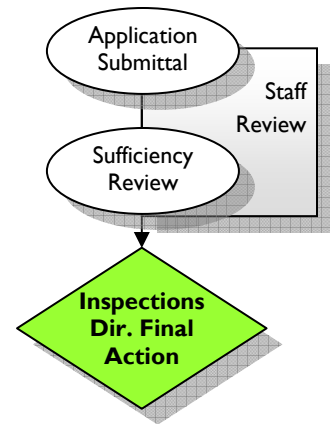 Application
Submittal
Staff
Review
Sufficiency
Review
Inspections
Dir. Final
Action